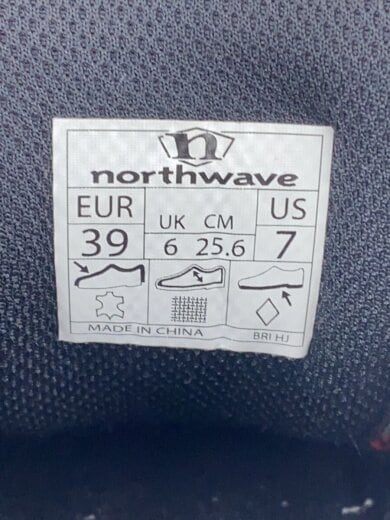 n
northwave
EUR UK CM US
39 6 25.6 7
MADE IN CHINA
BRI HJ